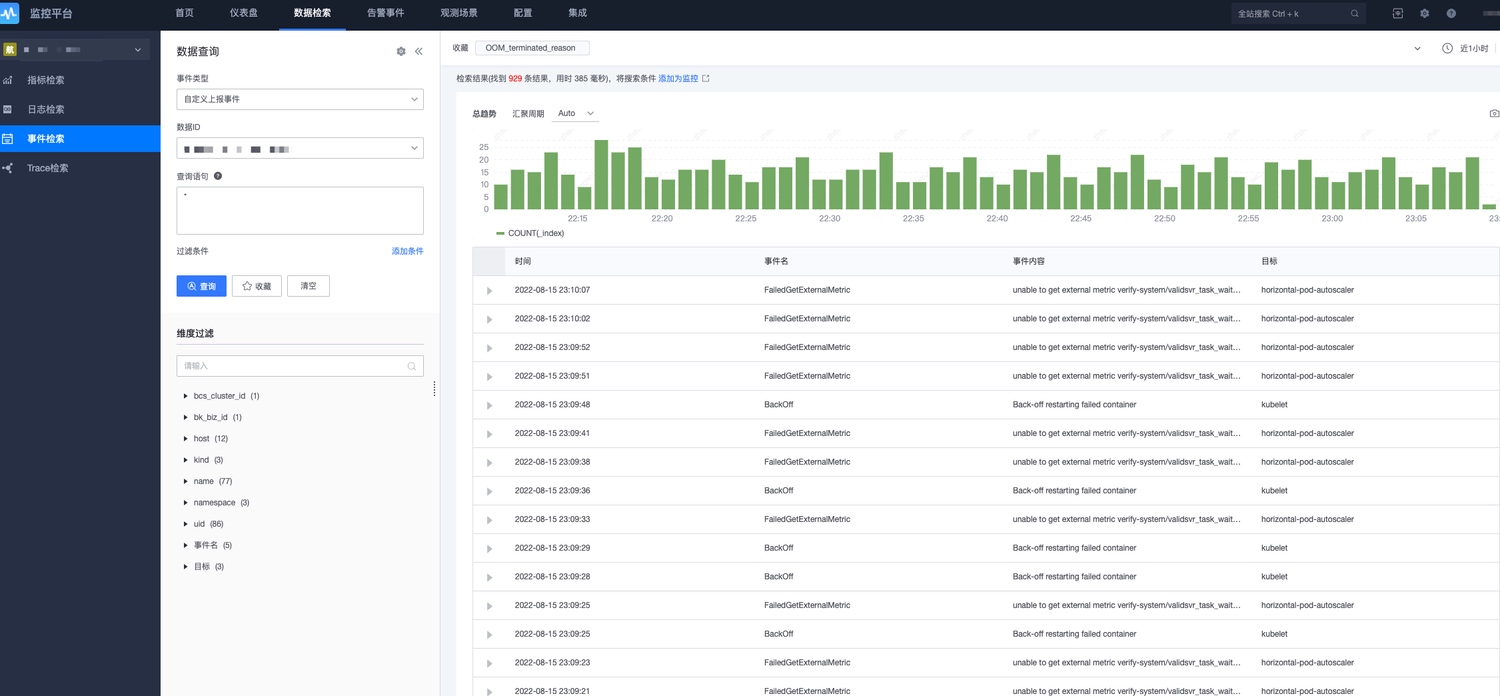 监控平台
首页 仪表盘 数据检索 告警事件 观测场景 配置 集成
全站搜索 Ctrl + k
航
指标检索
日志检索
事件检索
Trace检索
数据查询
事件类型
自定义上报事件
数据ID
查询语句
*
过滤条件 添加条件
查询 收藏 清空
维度过滤
请输入
bcs_cluster_id (1)
bk_biz_id (1)
host (12)
kind (3)
name (77)
namespace (3)
uid (86)
事件名 (5)
目标 (3)
收藏 OOM_terminated_reason 近1小时
检索结果(找到 929 条结果，用时 385 毫秒)，将搜索条件 添加为监控
总趋势 汇聚周期 Auto
25
20
15
10
5
0
22:15 22:20 22:25 22:30 22:35 22:40 22:45 22:50 22:55 23:00 23:05 23:
COUNT(_index)
时间 事件名 事件内容 目标
2022-08-15 23:10:07 FailedGetExternalMetric unable to get external metric verify-system/validsvr_task_wait... horizontal-pod-autoscaler
2022-08-15 23:10:02 FailedGetExternalMetric unable to get external metric verify-system/validsvr_task_wait... horizontal-pod-autoscaler
2022-08-15 23:09:52 FailedGetExternalMetric unable to get external metric verify-system/validsvr_task_wait... horizontal-pod-autoscaler
2022-08-15 23:09:51 FailedGetExternalMetric unable to get external metric verify-system/validsvr_task_wait... horizontal-pod-autoscaler
2022-08-15 23:09:48 BackOff Back-off restarting failed container kubelet
2022-08-15 23:09:41 FailedGetExternalMetric unable to get external metric verify-system/validsvr_task_wait... horizontal-pod-autoscaler
2022-08-15 23:09:38 FailedGetExternalMetric unable to get external metric verify-system/validsvr_task_wait... horizontal-pod-autoscaler
2022-08-15 23:09:36 BackOff Back-off restarting failed container kubelet
2022-08-15 23:09:33 FailedGetExternalMetric unable to get external metric verify-system/validsvr_task_wait... horizontal-pod-autoscaler
2022-08-15 23:09:29 BackOff Back-off restarting failed container kubelet
2022-08-15 23:09:28 BackOff Back-off restarting failed container kubelet
2022-08-15 23:09:25 FailedGetExternalMetric unable to get external metric verify-system/validsvr_task_wait... horizontal-pod-autoscaler
2022-08-15 23:09:25 BackOff Back-off restarting failed container kubelet
2022-08-15 23:09:23 FailedGetExternalMetric unable to get external metric verify-system/validsvr_task_wait... horizontal-pod-autoscaler
2022-08-15 23:09:21 FailedGetExternalMetric unable to get external metric verify-system/validsvr_task_wait... horizontal-pod-autoscaler